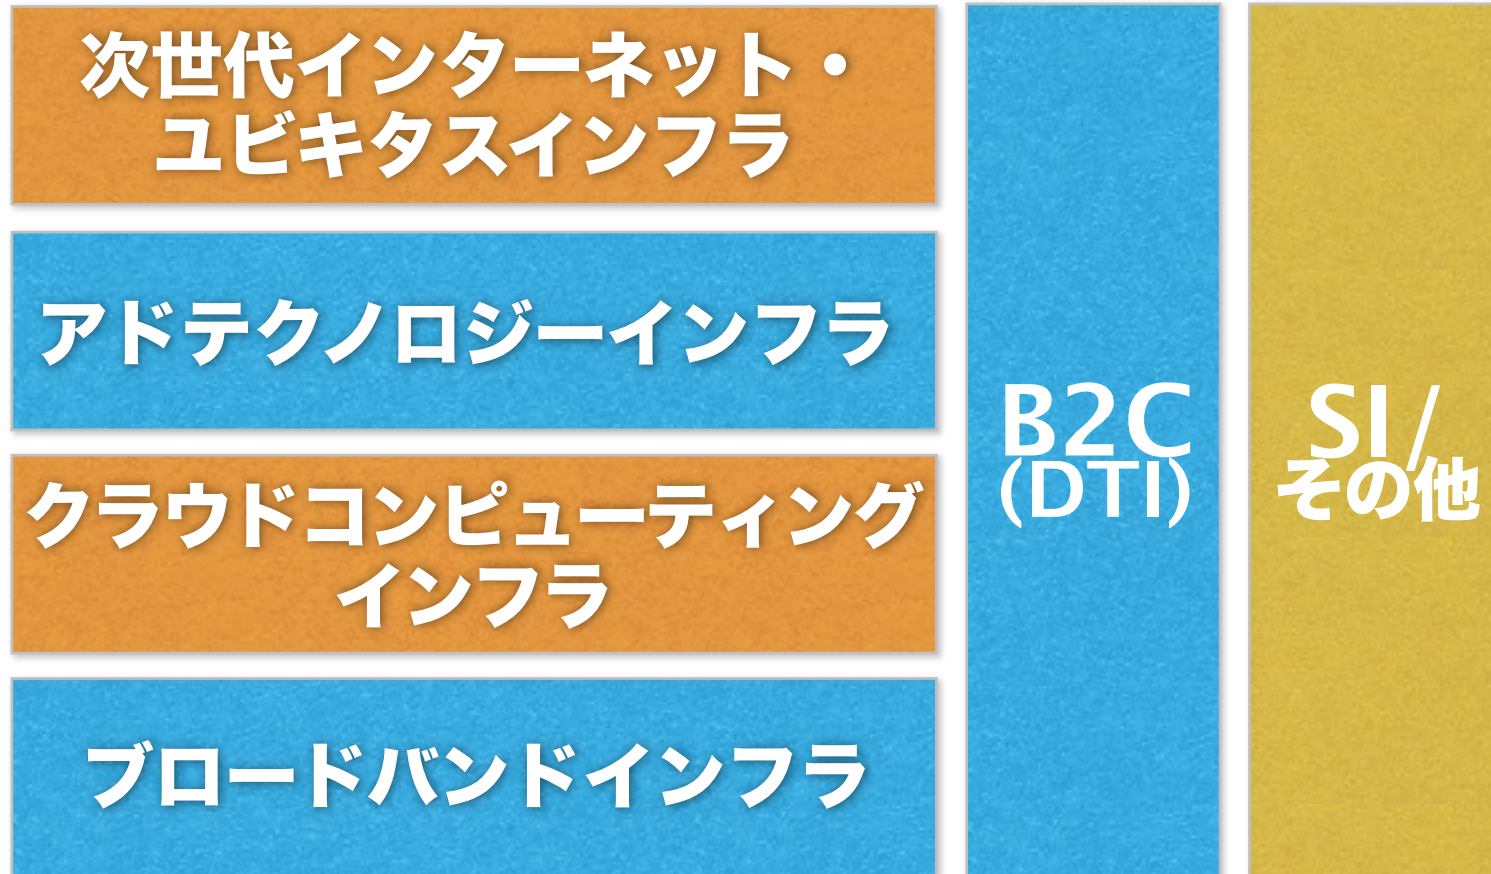 次世代インターネット・
ユビキタスインフラ
アドテクノロジーインフラ
クラウドコンピューティング
インフラ
ブロードバンドインフラ
B2C
(DTI)
SI/
その他